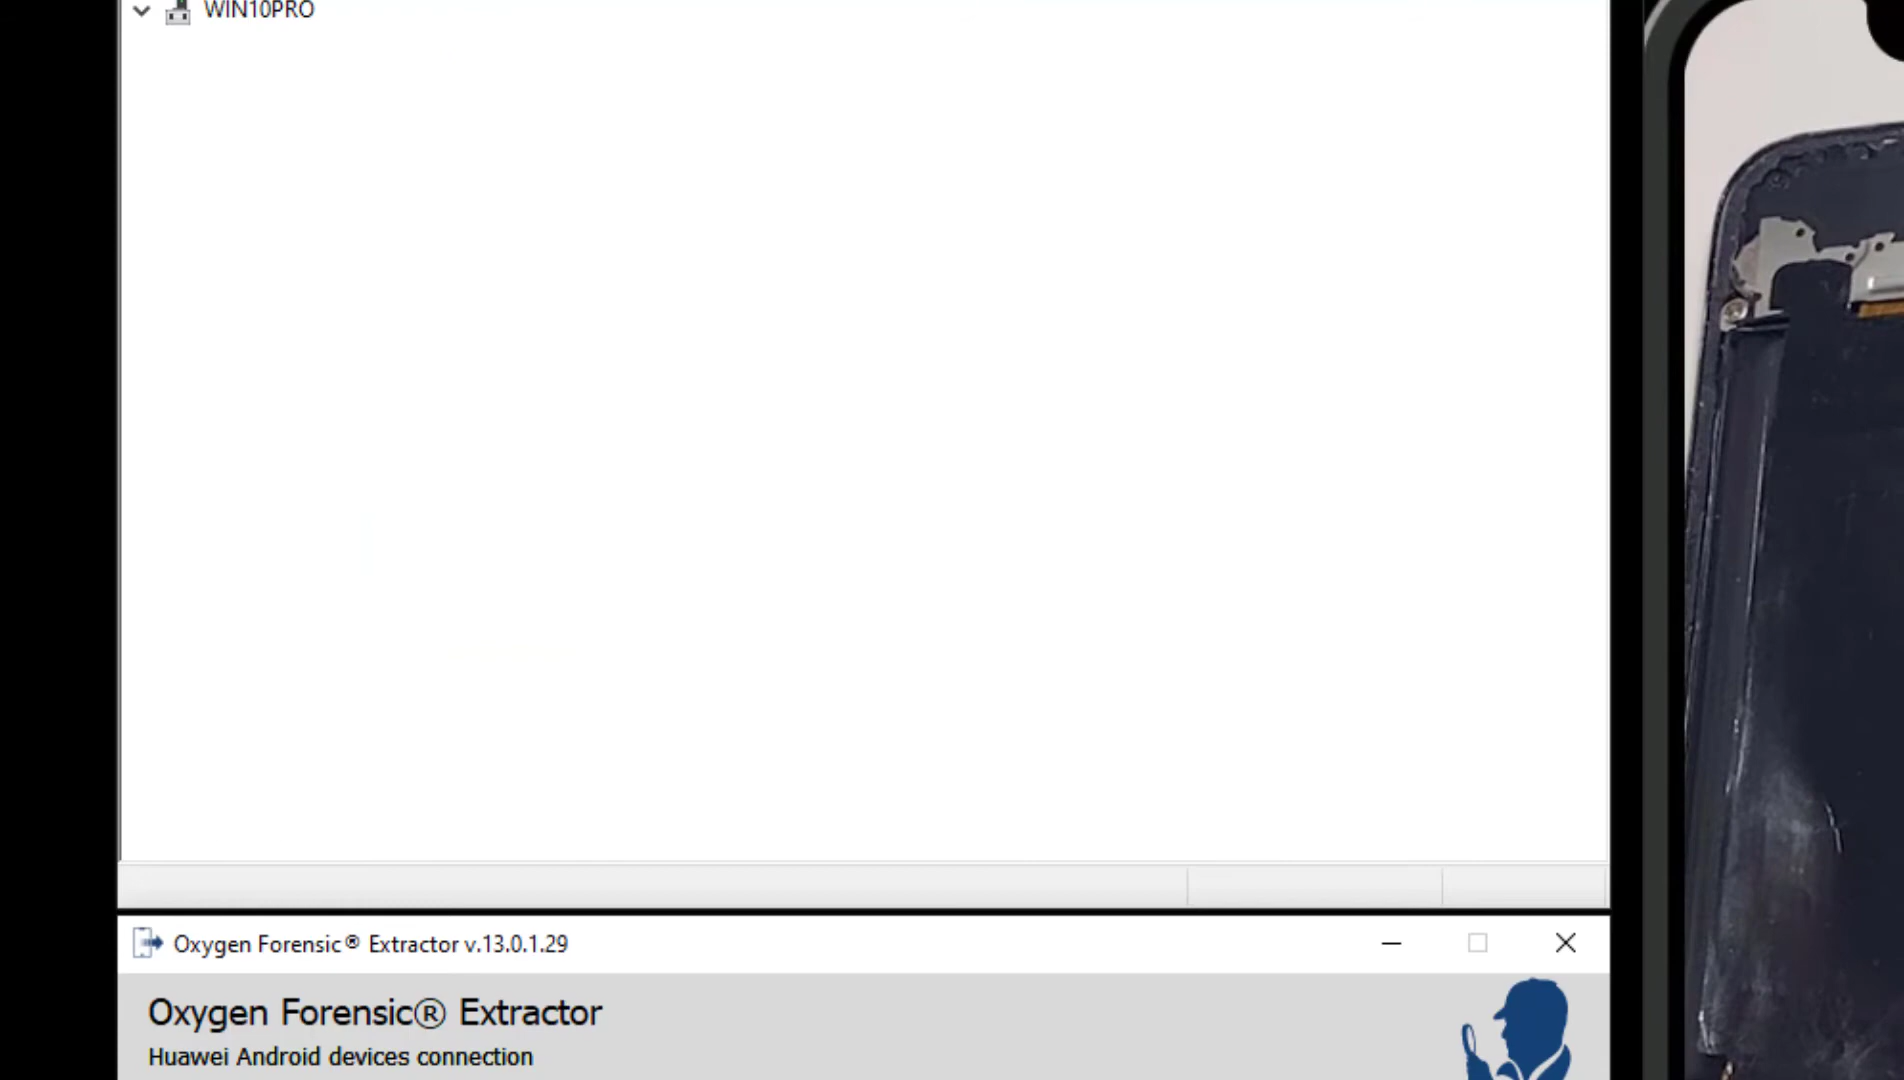 WIN10PRO
Oxygen Forensic® Extractor v.13.0.1.29
Oxygen Forensic® Extractor
Huawei Android devices connection